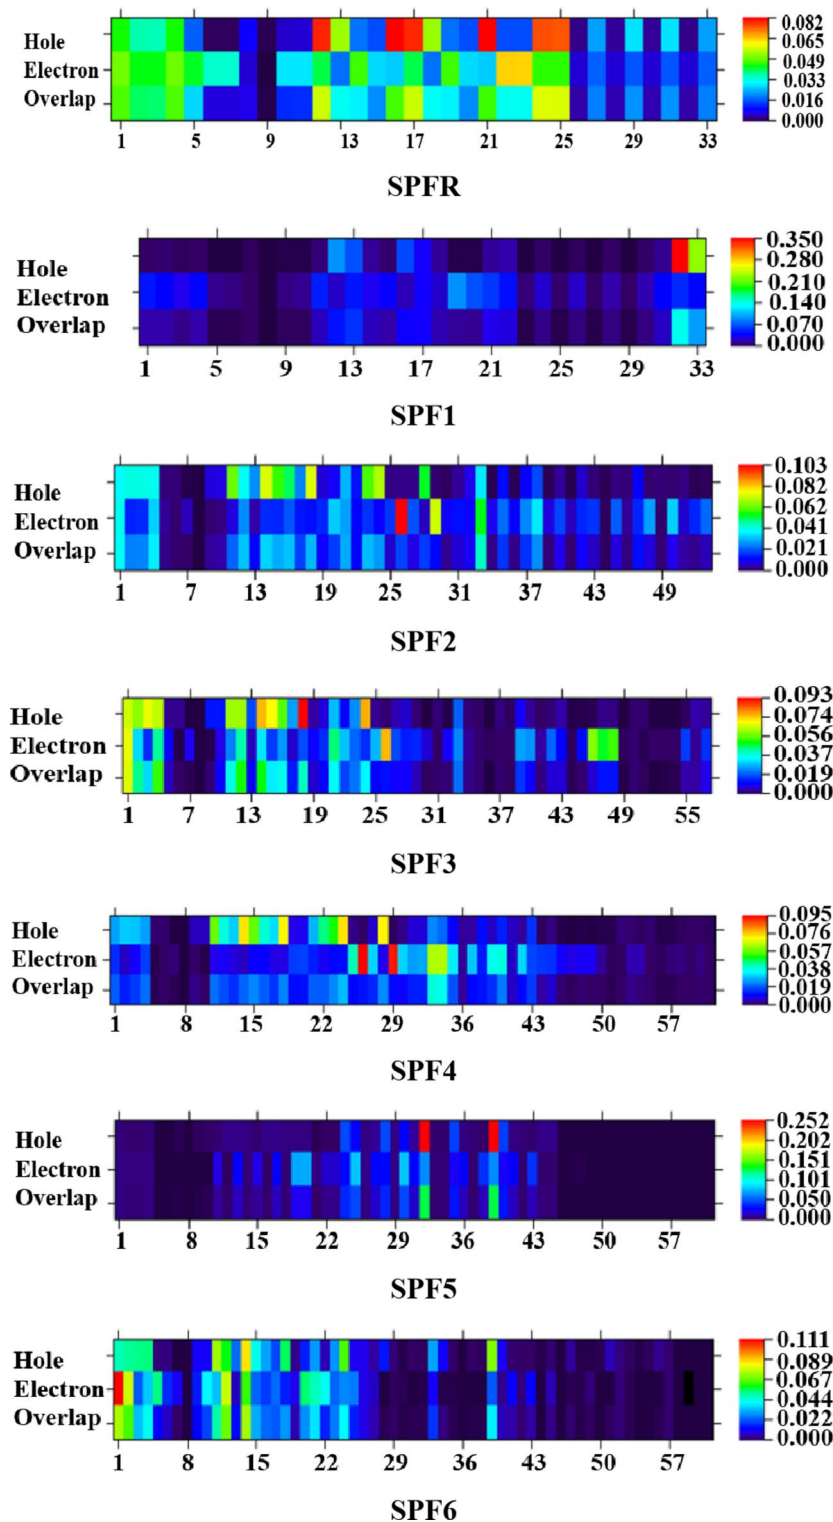 Hole
Electron
Overlap
0.082
0.065
0.049
0.033
0.016
0.000
1 5 9 13 17 21 25 29 33
SPFR
Hole
Electron
Overlap
0.350
0.280
0.210
0.140
0.070
0.000
1 5 9 13 17 21 25 29 33
SPF1
Hole
Electron
Overlap
0.103
0.082
0.062
0.041
0.021
0.000
1 7 13 19 25 31 37 43 49
SPF2
Hole
Electron
Overlap
0.093
0.074
0.056
0.037
0.019
0.000
1 7 13 19 25 31 37 43 49 55
SPF3
Hole
Electron
Overlap
0.095
0.076
0.057
0.038
0.019
0.000
1 8 15 22 29 36 43 50 57
SPF4
Hole
Electron
Overlap
0.252
0.202
0.151
0.101
0.050
0.000
1 8 15 22 29 36 43 50 57
SPF5
Hole
Electron
Overlap
0.111
0.089
0.067
0.044
0.022
0.000
1 8 15 22 29 36 43 50 57
SPF6